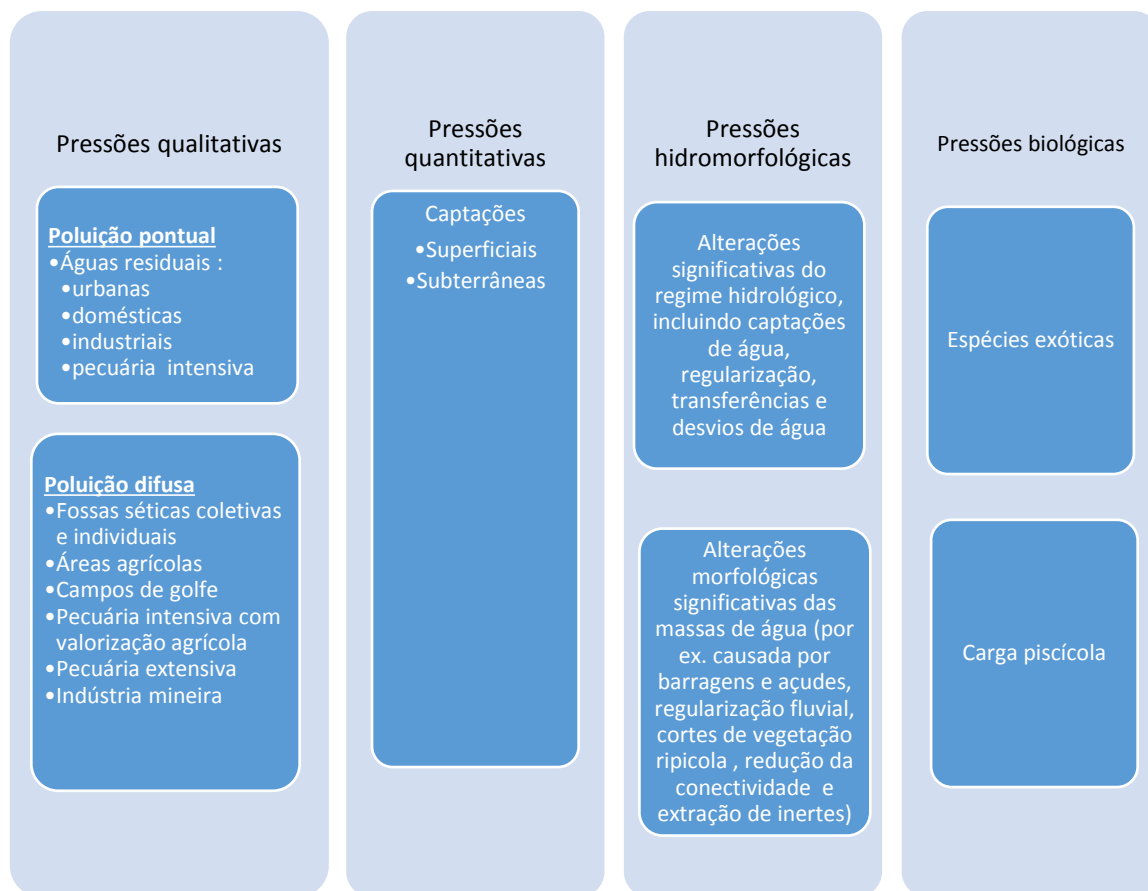 Pressões qualitativas
Poluição pontual
•Águas residuais :
•urbanas
•domésticas
•industriais
•pecuária intensiva
Poluição difusa
•Fossas séticas coletivas
e individuais
•Áreas agrícolas
•Campos de golfe
•Pecuária intensiva com
valorização agrícola
•Pecuária extensiva
•Indústria mineira
Pressões
quantitativas
Captações
•Superficiais
•Subterrâneas
Pressões
hidromorfológicas
Alterações
significativas do
regime hidrológico,
incluindo captações
de água,
regularização,
transferências e
desvios de água
Alterações
morfológicas
significativas das
massas de água (por
ex. causada por
barragens e açudes,
regularização fluvial,
cortes de vegetação
ripicola , redução da
conectividade e
extração de inertes)
Pressões biológicas
Espécies exóticas
Carga piscícola